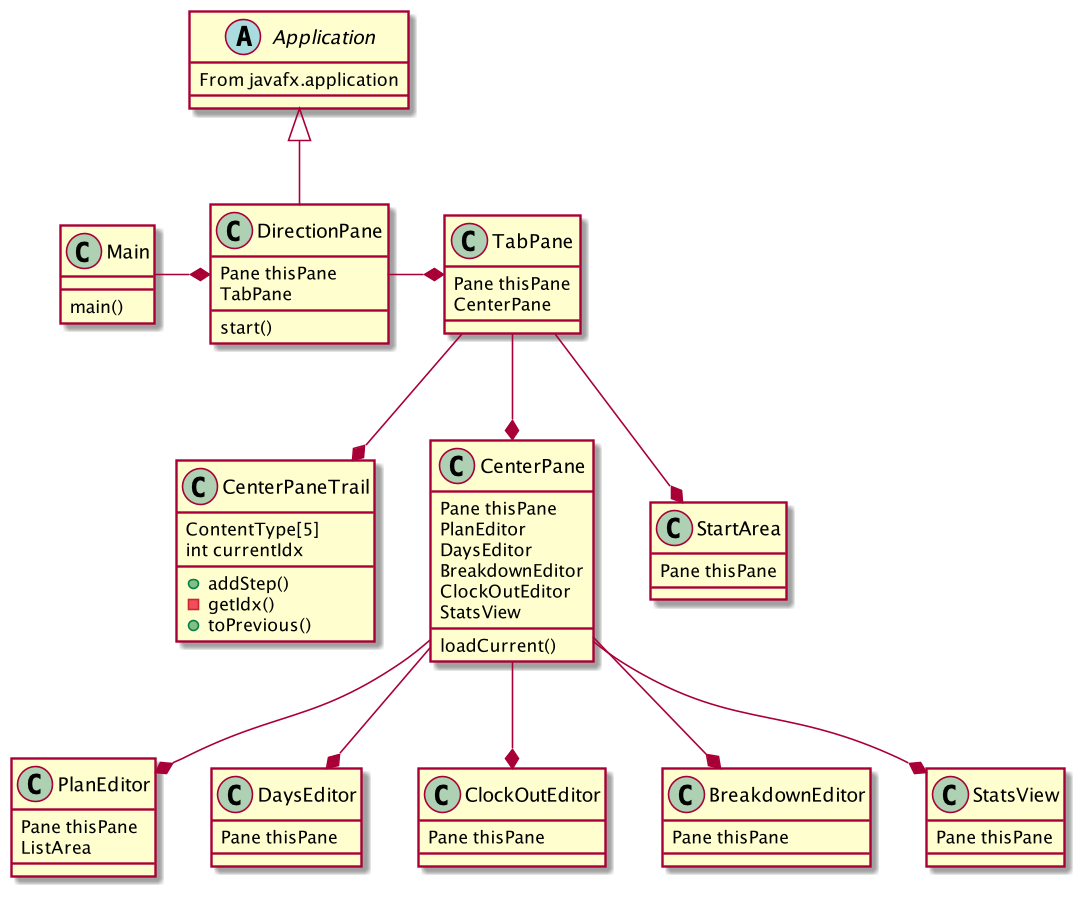 A Application
From javafx.application
C Main
main()
C DirectionPane
Pane thisPane
TabPane
start()
C TabPane
Pane thisPane
CenterPane
C CenterPaneTrail
ContentType[5]
int currentIdx
addStep()
getIdx()
toPrevious()
C CenterPane
Pane thisPane
PlanEditor
DaysEditor
BreakdownEditor
ClockOutEditor
StatsView
loadCurrent()
C StartArea
Pane thisPane
C PlanEditor
Pane thisPane
ListArea
C DaysEditor
Pane thisPane
C ClockOutEditor
Pane thisPane
C BreakdownEditor
Pane thisPane
C StatsView
Pane thisPane